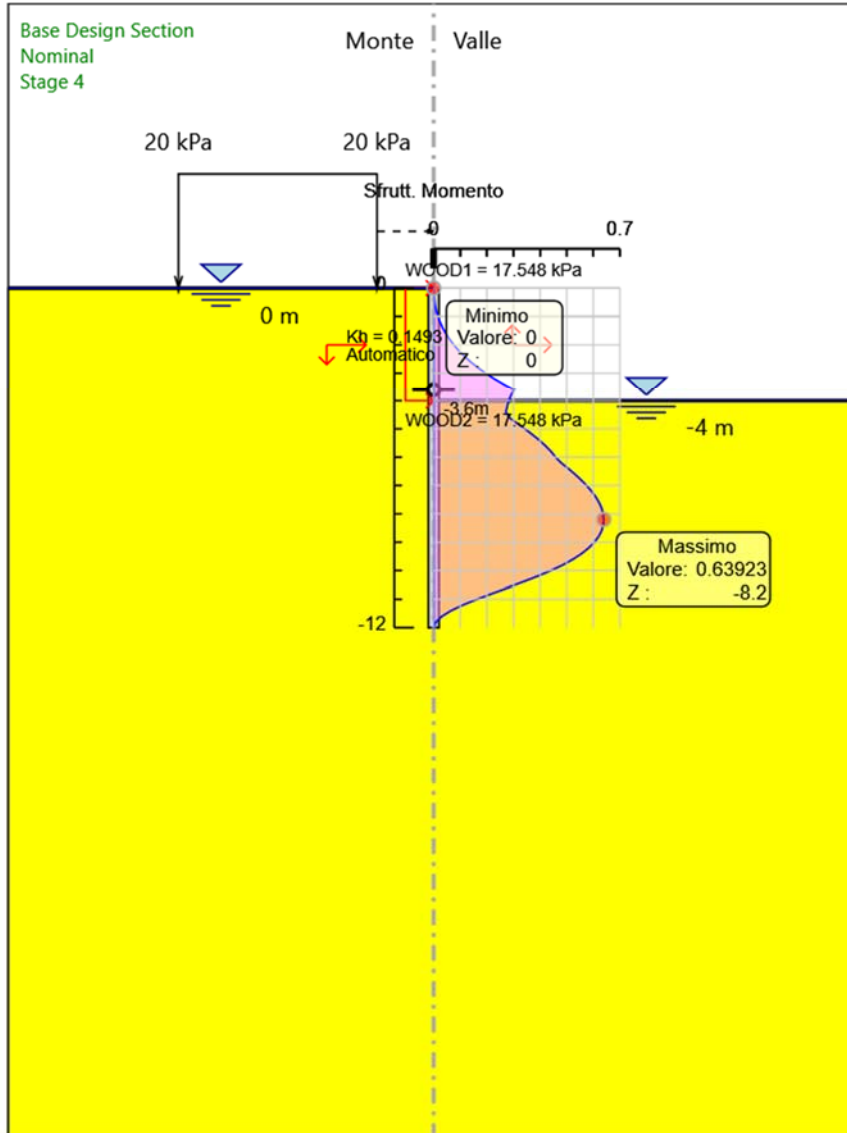 Base Design Section
Nominal
Stage 4
Monte Valle
20 kPa 20 kPa
Sfrutt. Momento
0 0.7
WOOD1 = 17.548 kPa
0
0 m
Minimo
Valore: 0
Z : 0
Kh = 0.1493
Automatico
-3.6m
WOOD2 = 17.548 kPa
-4 m
Massimo
Valore: 0.63923
Z : -8.2
-12